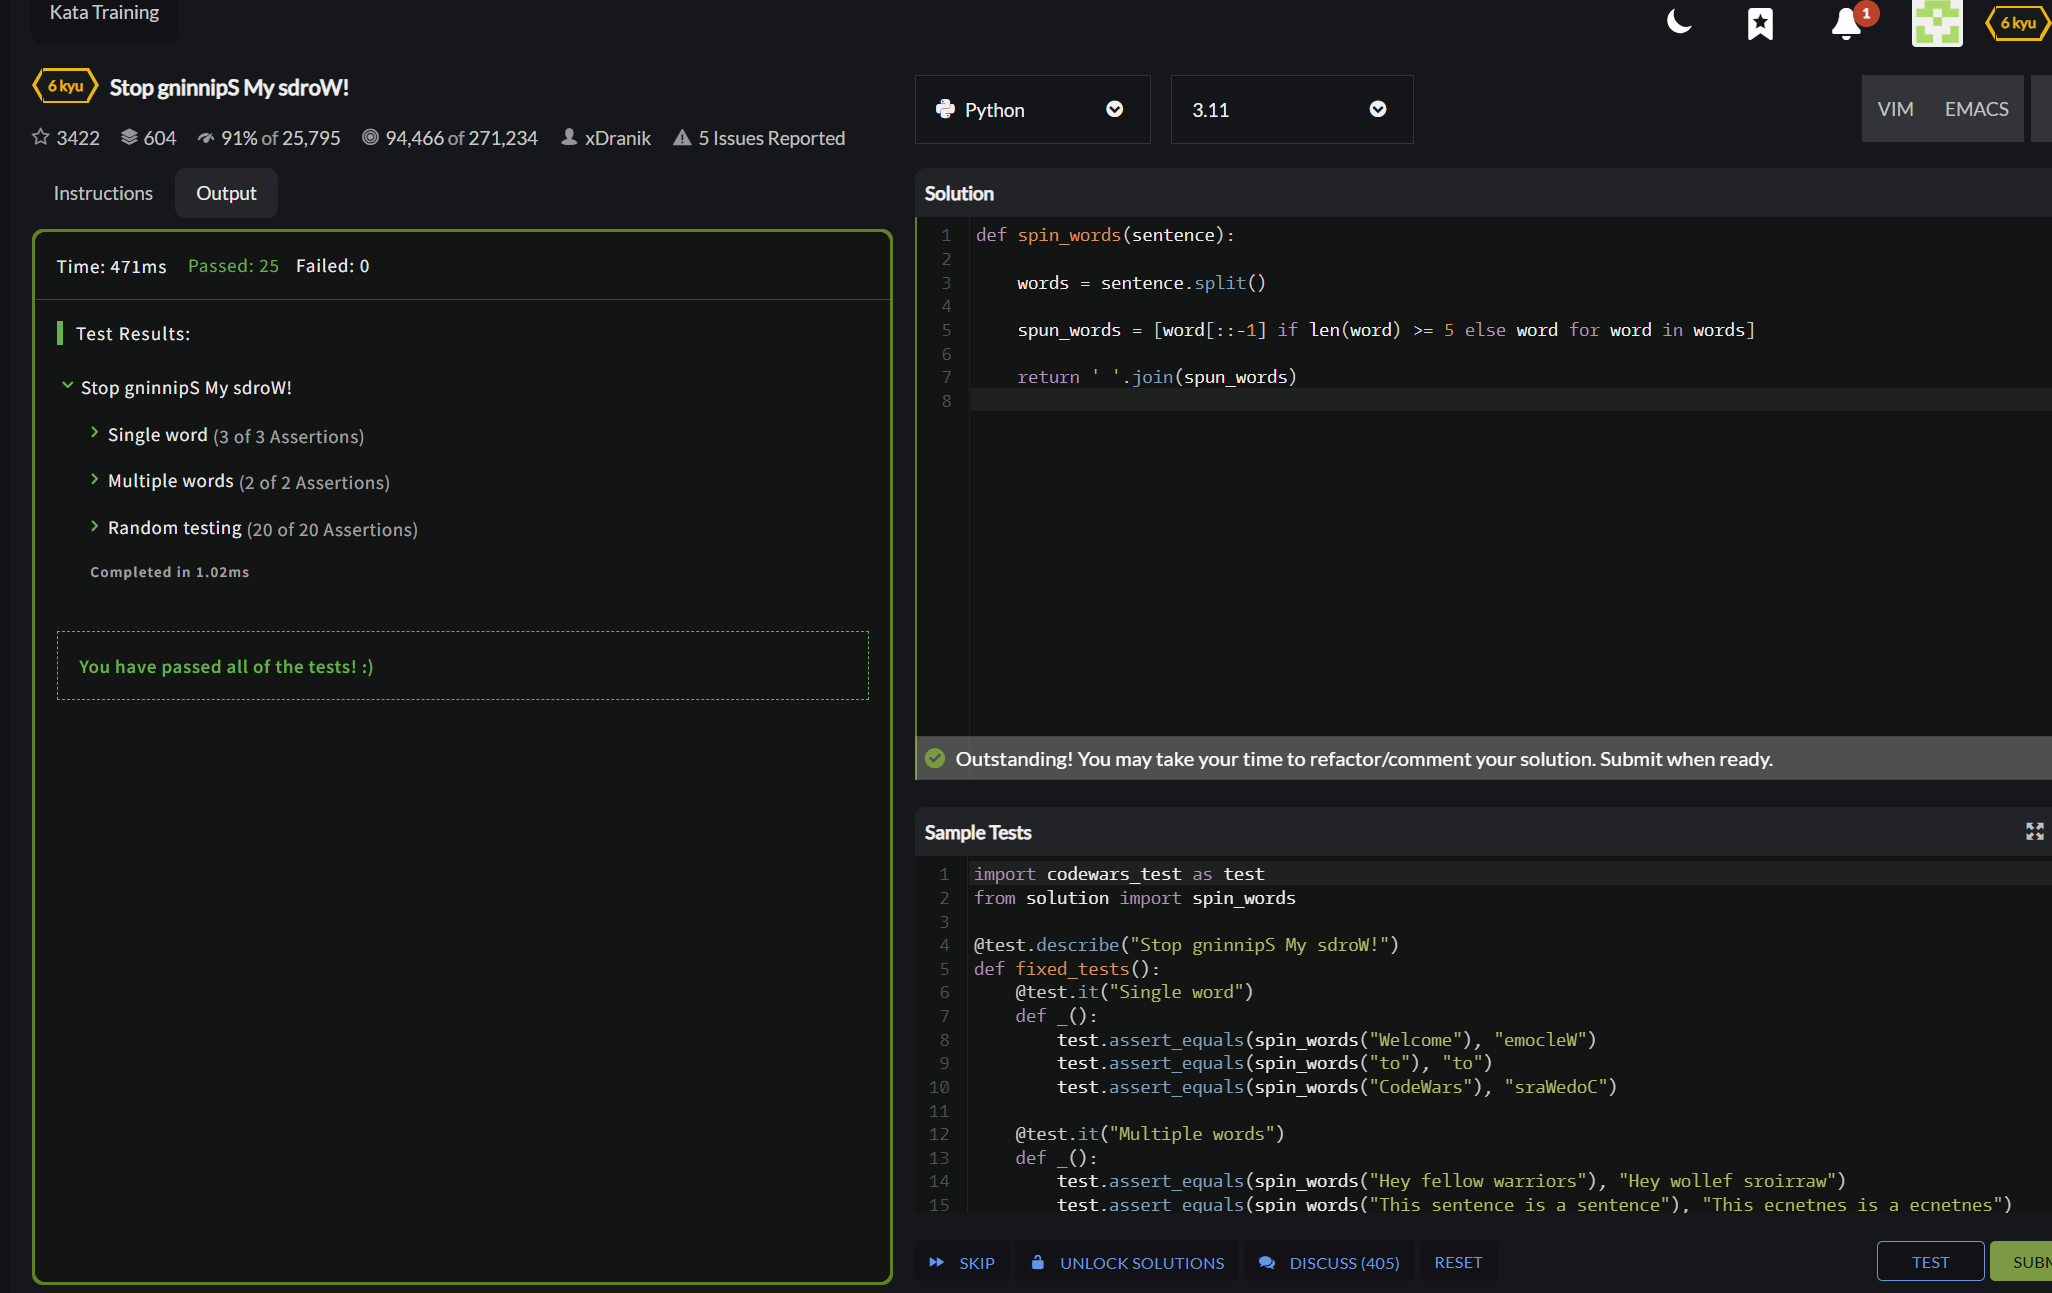 Kata Training
1
6 kyu
6 kyu
Stop gninnipS My sdroW!
3422 604 91% of 25,795 94,466 of 271,234 xDranik 5 Issues Reported
Instructions
Output
Time: 471ms Passed: 25 Failed: 0
Test Results:
Stop gninnipS My sdroW!
Single word (3 of 3 Assertions)
Multiple words (2 of 2 Assertions)
Random testing (20 of 20 Assertions)
Completed in 1.02ms
You have passed all of the tests! :)
Python
3.11
VIM
EMACS
Solution
1 def spin_words(sentence):
2
3     words = sentence.split()
4
5     spun_words = [word[::-1] if len(word) >= 5 else word for word in words]
6
7     return ' '.join(spun_words)
8
Outstanding! You may take your time to refactor/comment your solution. Submit when ready.
Sample Tests
1 import codewars_test as test
2 from solution import spin_words
3
4 @test.describe("Stop gninnipS My sdroW!")
5 def fixed_tests():
6     @test.it("Single word")
7     def _():
8         test.assert_equals(spin_words("Welcome"), "emocleW")
9         test.assert_equals(spin_words("to"), "to")
10         test.assert_equals(spin_words("CodeWars"), "sraWedoC")
11
12     @test.it("Multiple words")
13     def _():
14         test.assert_equals(spin_words("Hey fellow warriors"), "Hey wollef sroirraw")
15         test.assert_equals(spin_words("This sentence is a sentence"), "This ecnetnes is a ecnetnes")
SKIP
UNLOCK SOLUTIONS
DISCUSS (405)
RESET
TEST